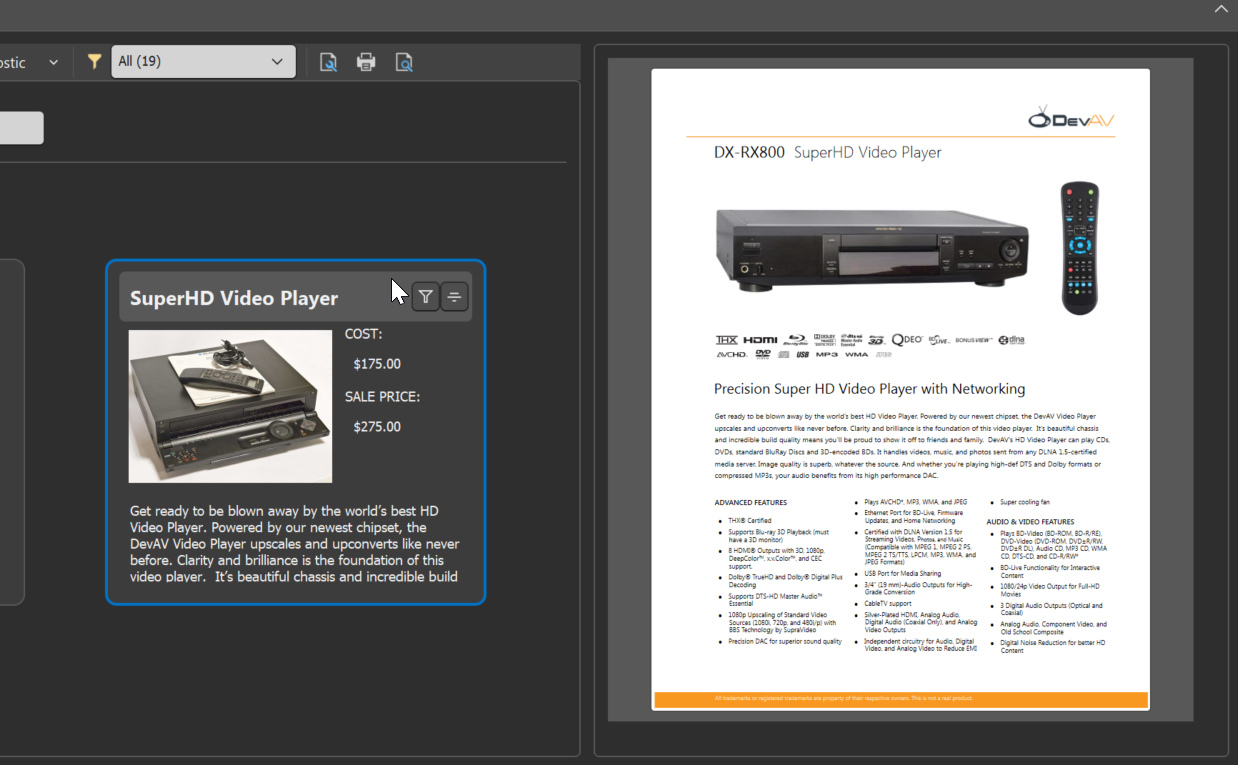 ostic
All (19)
SuperHD Video Player
COST:
$175.00
SALE PRICE:
$275.00
Get ready to be blown away by the world's best HD
Video Player. Powered by our newest chipset, the
DevAV Video Player upscales and upconverts like never
before. Clarity and brilliance is the foundation of this
video player.  It's beautiful chassis and incredible build
DevAV
DX-RX800 SuperHD Video Player
THX HDMI Blu-ray Disc DOLBY dts-HD Master Audio Essential Blu-ray 3D QDEO BD LIVE BONUSVIEW dlna
AVCHD DVD VIDEO USB MP3 WMA
Precision Super HD Video Player with Networking
Get ready to be blown away by the world's best HD Video Player. Powered by our newest chipset, the DevAV Video Player
upscales and upconverts like never before. Clarity and brilliance is the foundation of this video player.  It's beautiful chassis
and incredible build quality means you'll be proud to show it off to friends and family.  DevAV's HD Video Player can play CDs,
DVDs, standard BluRay Discs and 3D-encoded BDs. It handles videos, music, and photos sent from any DLNA 1.5-certified
media server. Image quality is superb, whatever the source. And whether you're playing high-def DTS and Dolby formats or
compressed MP3s, your audio benefits from its high performance DAC.
ADVANCED FEATURES
• THX® Certified
• Supports Blu-ray 3D Playback (must
have a 3D monitor)
• 8 HDMI® Outputs with 3D, 1080p,
DeepColor™, x.v.Color™, and CEC
support.
• Dolby® TrueHD and Dolby® Digital Plus
Decoding
• Supports DTS-HD Master Audio™
Essential
• 1080p Upscaling of Standard Video
Sources (1080i, 720p, and 480i/p) with
BBS Technology by SupraVideo
• Precision DAC for superior sound quality
• Plays AVCHD*, MP3, WMA, and JPEG
• Ethernet Port for BD-Live, Firmware
Updates, and Home Networking
• Certified with DLNA Version 1.5 for
Streaming Videos, Photos, and Music
(Compatible with MPEG 1, MPEG 2 PS,
MPEG 2 TS/TTS, LPCM, MP3, WMA, and
JPEG Formats)
• USB Port for Media Sharing
• 3/4" (19 mm)-Audio Outputs for High-
Grade Conversion
• CableTV support
• Silver-Plated HDMI, Analog Audio,
Digital Audio (Coaxial Only), and Analog
Video Outputs
• Independent circuitry for Audio, Digital
Video, and Analog Video to Reduce EMI
• Super cooling fan
AUDIO & VIDEO FEATURES
• Plays BD-Video (BD-ROM, BD-R/RE),
DVD-Video (DVD-ROM, DVD±R/RW,
DVD±R DL), Audio CD, MP3 CD, WMA
CD, DTS-CD, and CD-R/RW*
• BD-Live Functionality for Interactive
Content
• 1080/24p Video Output for Full-HD
Movies
• 3 Digital Audio Outputs (Optical and
Coaxial)
• Analog Audio, Component Video, and
Old School Composite
• Digital Noise Reduction for better HD
Content
All trademarks or registered trademarks are property of their respective owners. This is not a real product.